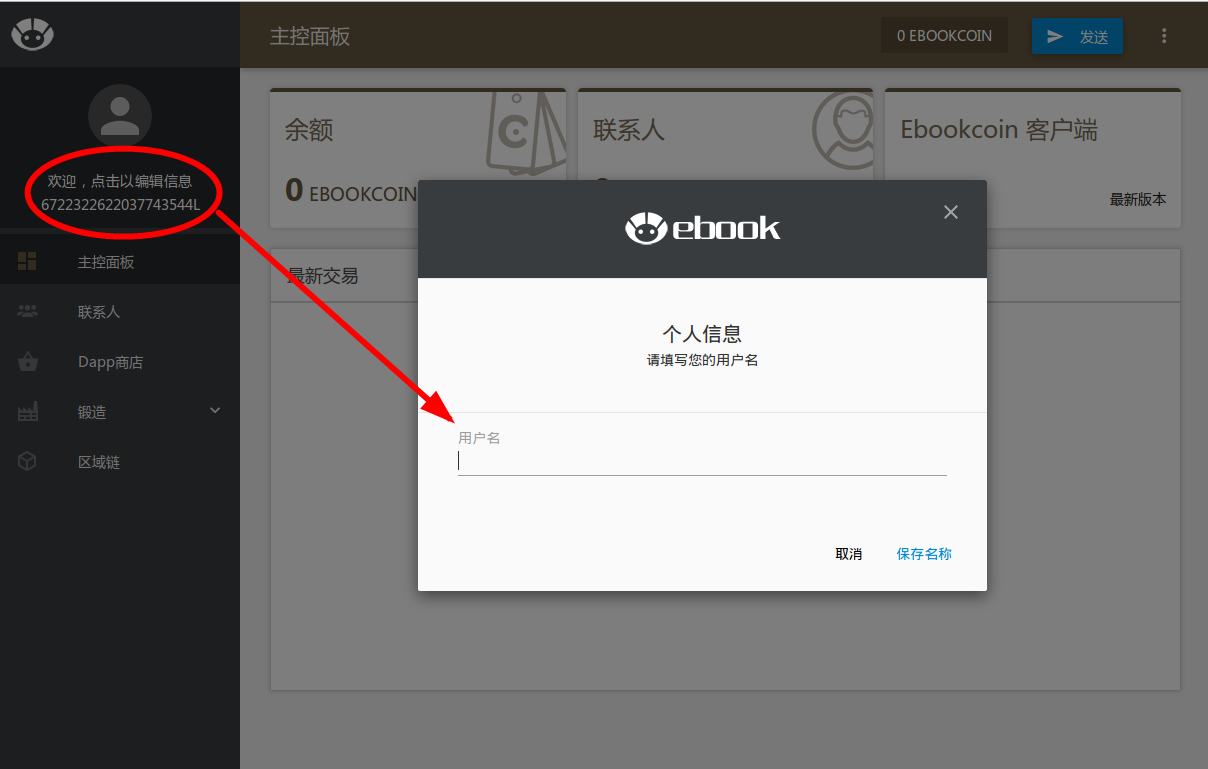 主控面板
0 EBOOKCOIN
发送
欢迎，点击以编辑信息
6722322622037743544L
主控面板
联系人
Dapp商店
锻造
区域链
余额
0 EBOOKCOIN
联系人
Ebookcoin 客户端
最新版本
最新交易
ebook
个人信息
请填写您的用户名
用户名
取消
保存名称